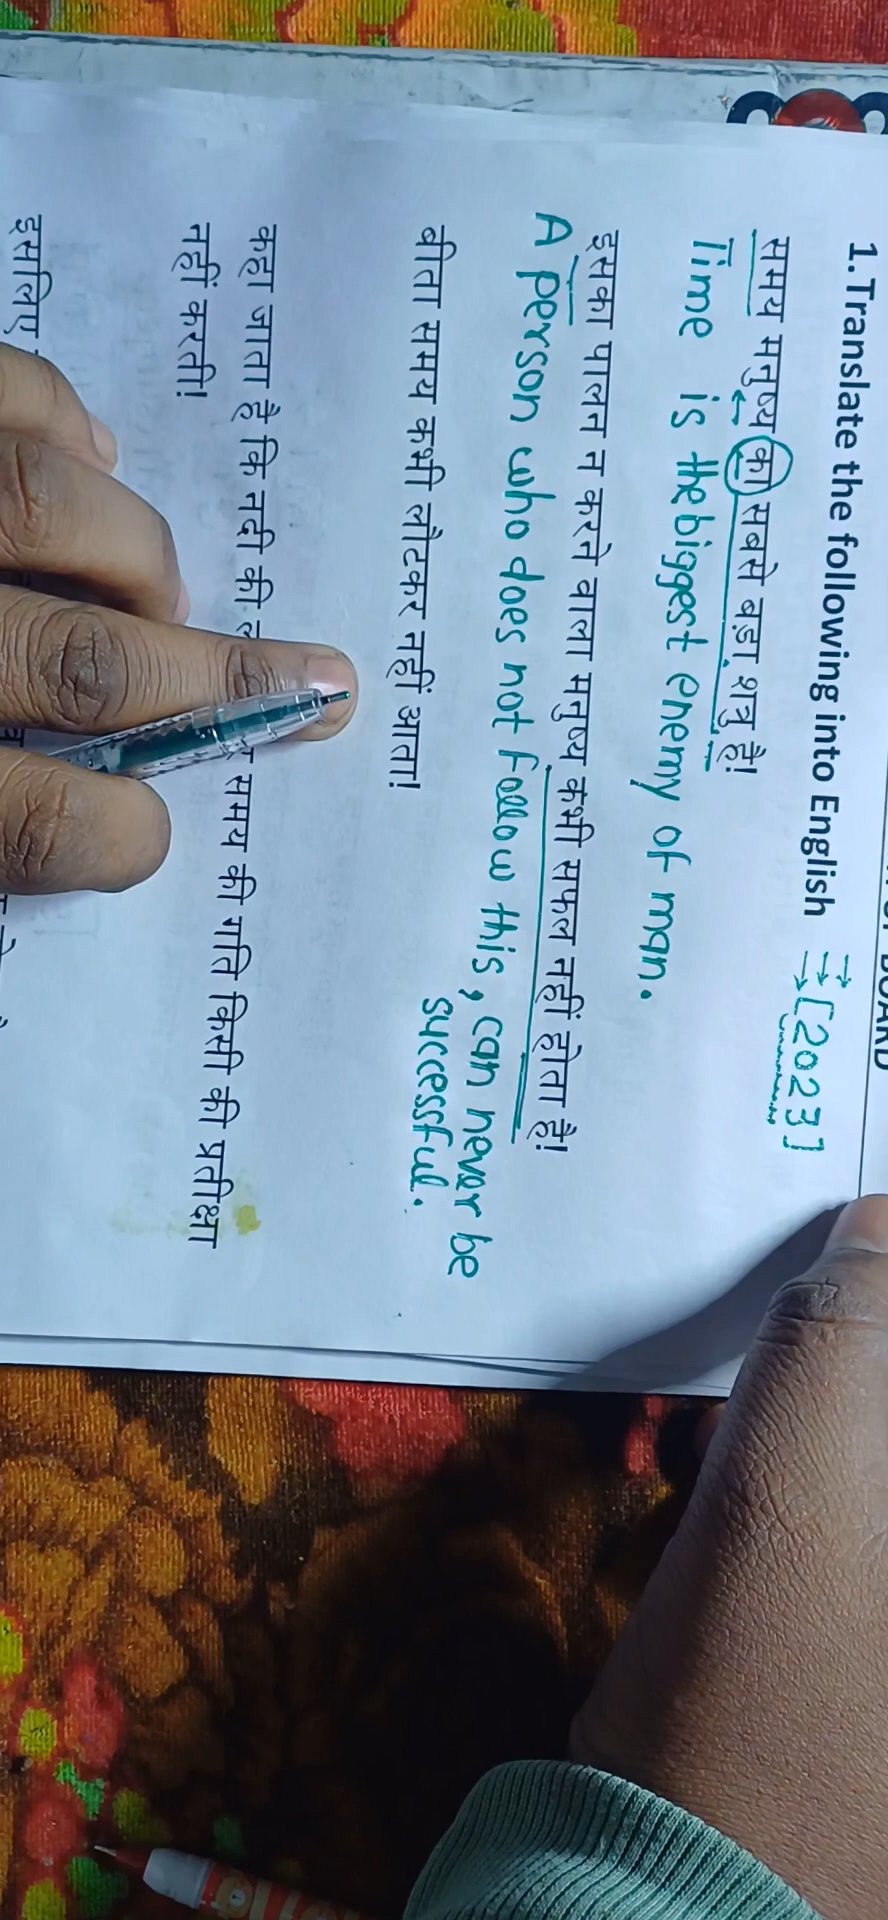 BOARD
1. Translate the following into English → [2023]
समय मनुष्य का सबसे बड़ा शत्रु है!
Time is the biggest enemy of man.
इसका पालन न करने वाला मनुष्य कभी सफल नहीं होता है!
A person who does not follow this, can never be
successful.
बीता समय कभी लौटकर नहीं आता!
कहा जाता है कि नदी की समय की गति किसी की प्रतीक्षा
नहीं करती!
इसलिए